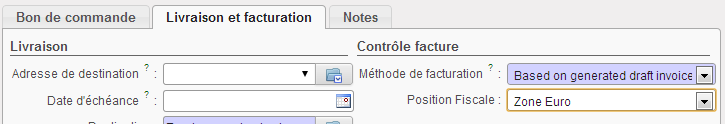 Bon de commande Livraison et facturation Notes
Livraison Contrôle facture
Adresse de destination ? : Méthode de facturation ? : Based on generated draft invoice
Date d'échéance ? : Position Fiscale : Zone Euro